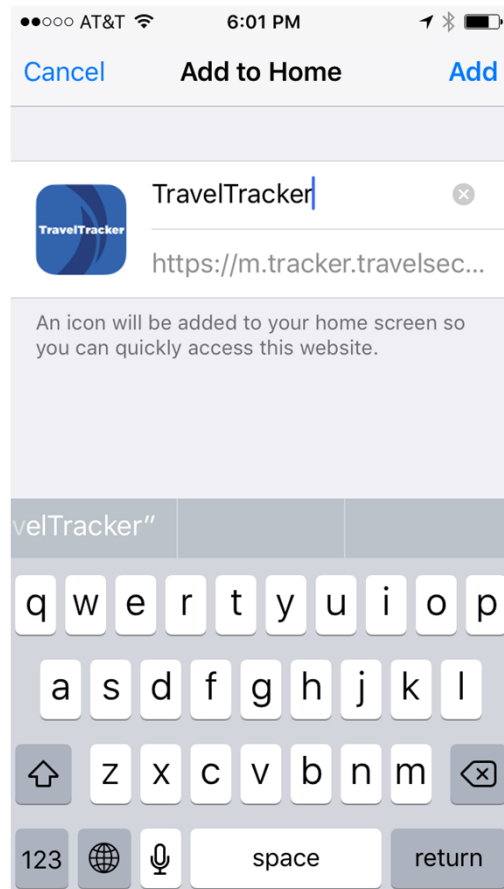 AT&T 6:01 PM
Cancel Add to Home Add
TravelTracker
TravelTracker
https://m.tracker.travelsec...
An icon will be added to your home screen so
you can quickly access this website.
velTracker”
q w e r t y u i o p
a s d f g h j k l
z x c v b n m
123 space return